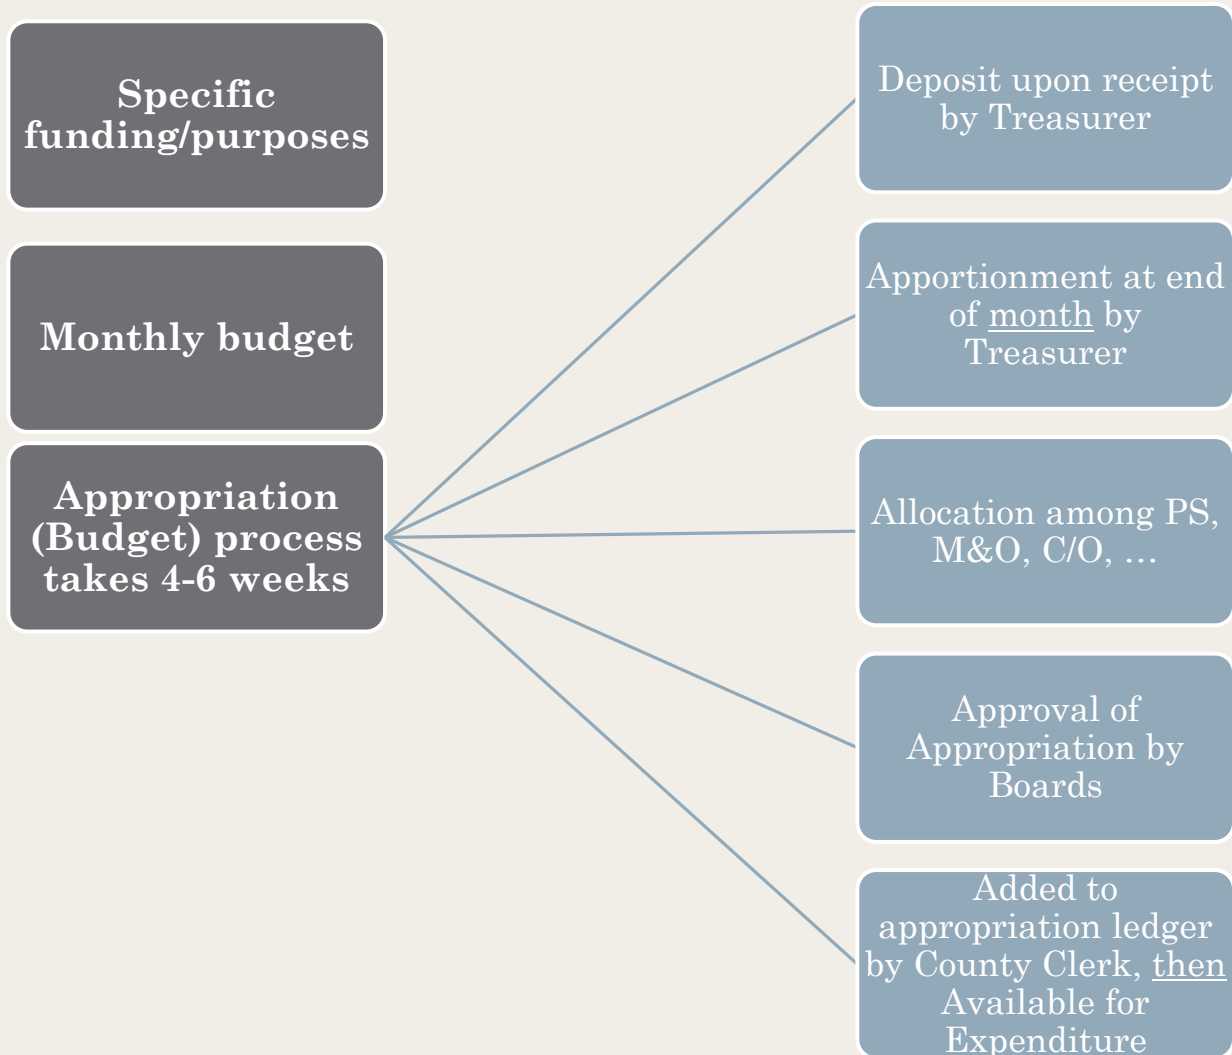 Specific
funding/purposes
Monthly budget
Appropriation
(Budget) process
takes 4-6 weeks
Deposit upon receipt
by Treasurer
Apportionment at end
of month by
Treasurer
Allocation among PS,
M&O, C/O, …
Approval of
Appropriation by
Boards
Added to
appropriation ledger
by County Clerk, then
Available for
Expenditure